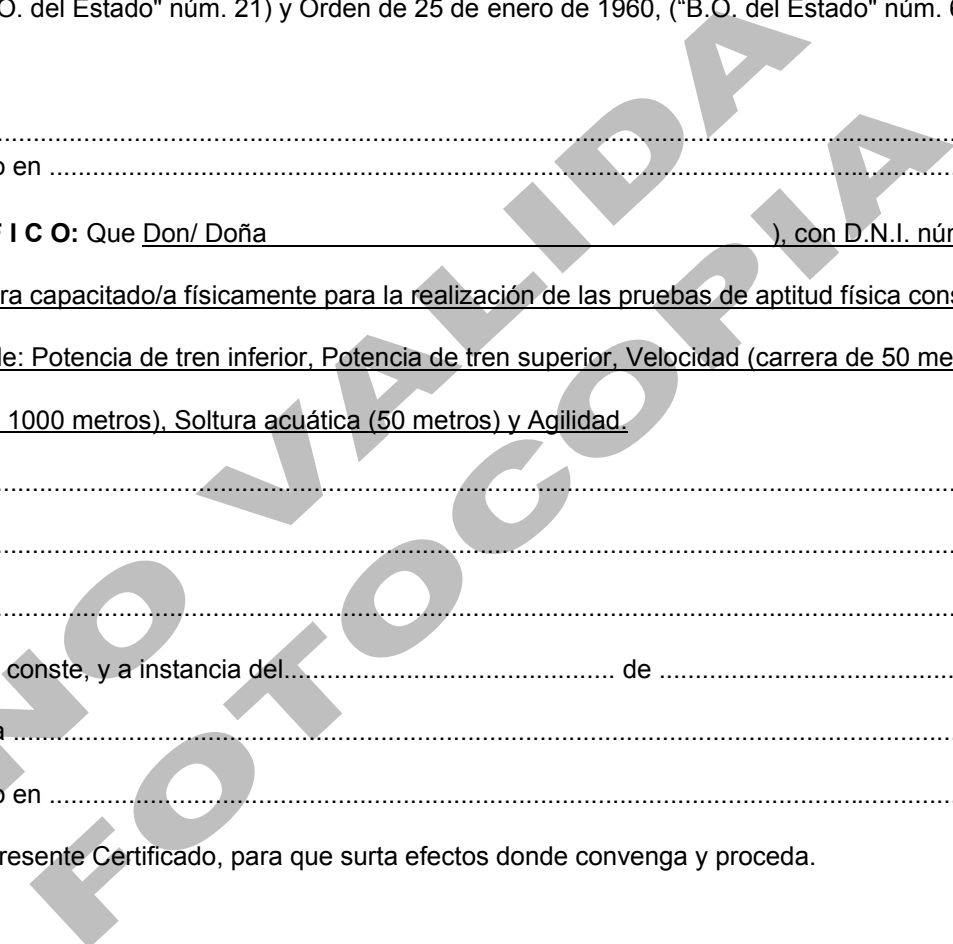 O. del Estado" núm. 21) y Orden de 25 de enero de 1960, ("B.O. del Estado" núm. 6
....................................................................................................................................
o en ............................................................................................................................
F I C O: Que Don/ Doña ), con D.N.I. núm
ra capacitado/a físicamente para la realización de las pruebas de aptitud física cons
de: Potencia de tren inferior, Potencia de tren superior, Velocidad (carrera de 50 me
1000 metros), Soltura acuática (50 metros) y Agilidad.
....................................................................................................................................
....................................................................................................................................
....................................................................................................................................
conste, y a instancia del.............................................. de ........................................
a .................................................................................................................................
o en ............................................................................................................................
resente Certificado, para que surta efectos donde convenga y proceda.
NO VALIDA
FOTOCOPIA